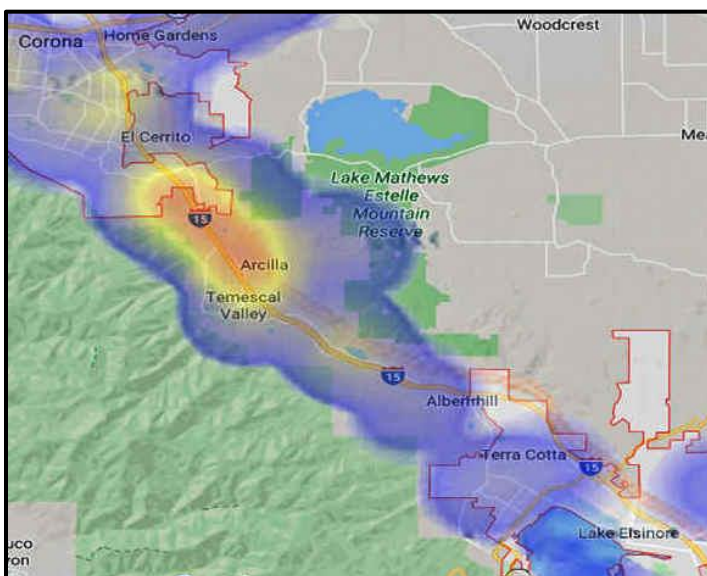 Woodcrest
Corona
Home Gardens
Mea
El Cerrito
Lake Mathews
Estelle
Mountain
Reserve
15
Arcilla
Temescal
Valley
15
Alberhill
Terra Cotta
15
Lake Elsinore
uco
yon